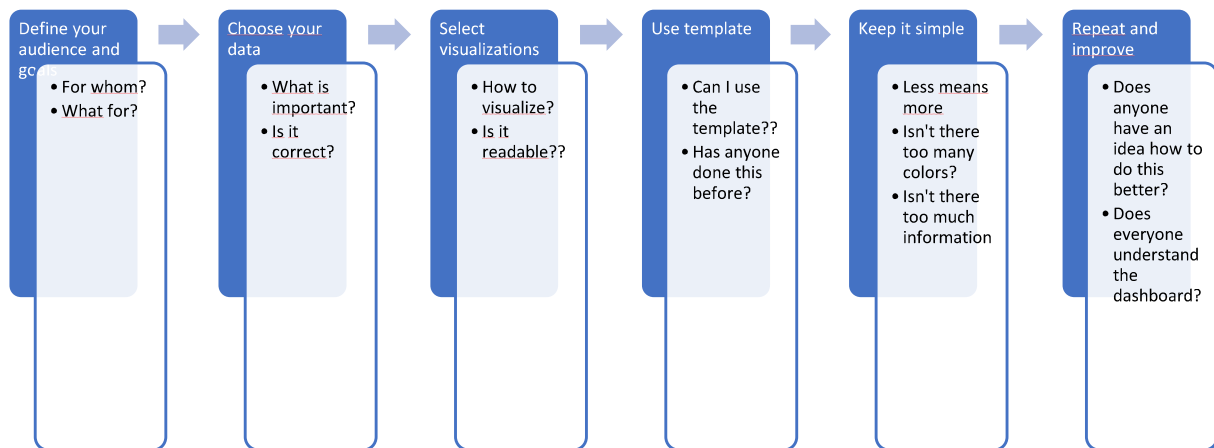 Define your
audience and
goals
• For whom?
• What for?
Choose your
data
• What is
important?
• Is it
correct?
Select
visualizations
• How to
visualize?
• Is it
readable??
Use template
• Can I use
the
template??
• Has anyone
done this
before?
Keep it simple
• Less means
more
• Isn't there
too many
colors?
• Isn't there
too much
information
Repeat and
improve
• Does
anyone
have an
idea how to
do this
better?
• Does
everyone
understand
the
dashboard?